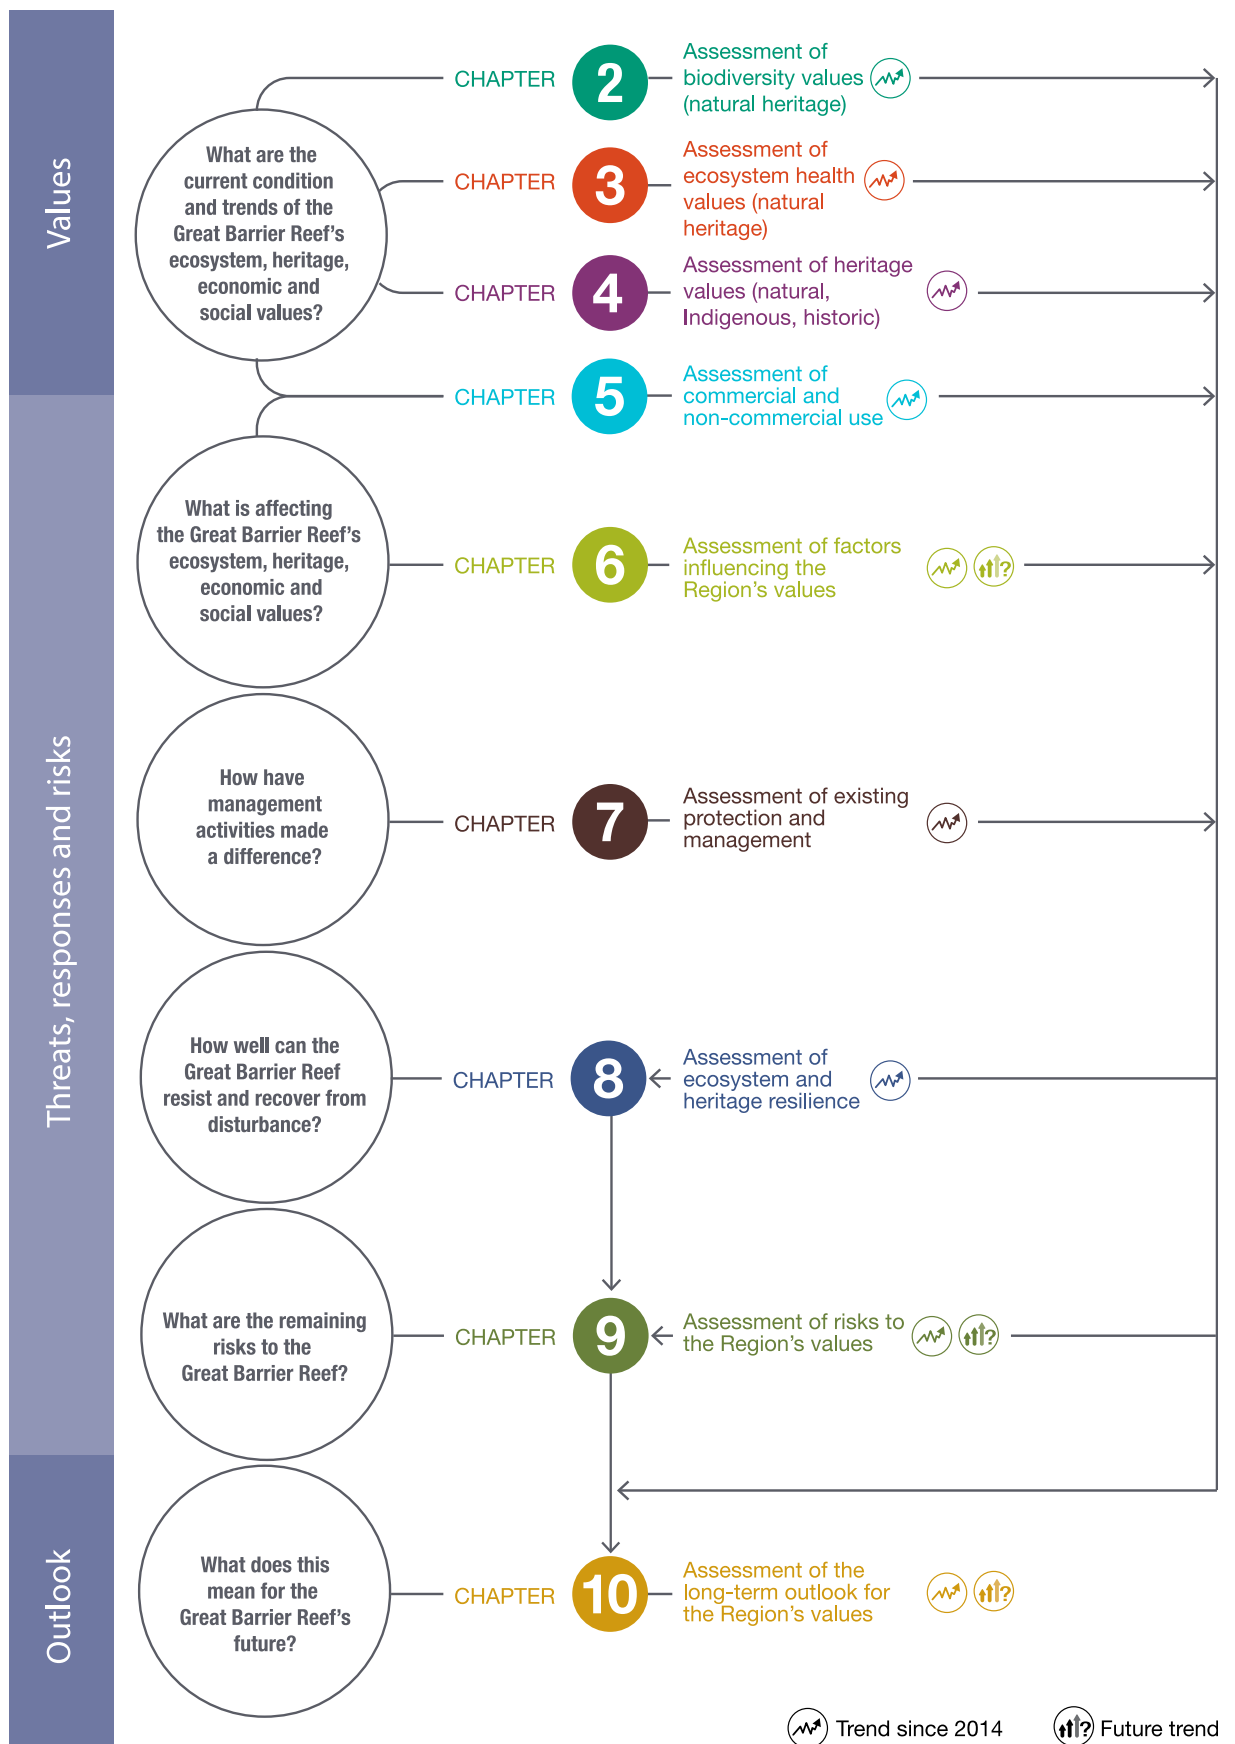 Values
What are the
current condition
and trends of the
Great Barrier Reef’s
ecosystem, heritage,
economic and
social values?
CHAPTER 2
Assessment of
biodiversity values
(natural heritage)
CHAPTER 3
Assessment of
ecosystem health
values (natural
heritage)
CHAPTER 4
Assessment of heritage
values (natural,
Indigenous, historic)
CHAPTER 5
Assessment of
commercial and
non-commercial use
Threats, responses and risks
What is affecting
the Great Barrier Reef’s
ecosystem, heritage,
economic and
social values?
CHAPTER 6
Assessment of factors
influencing the
Region’s values
?
How have
management
activities made
a difference?
CHAPTER 7
Assessment of existing
protection and
management
How well can the
Great Barrier Reef
resist and recover from
disturbance?
CHAPTER 8
Assessment of
ecosystem and
heritage resilience
What are the remaining
risks to the
Great Barrier Reef?
CHAPTER 9
Assessment of risks to
the Region’s values
?
Outlook
What does this
mean for the
Great Barrier Reef’s
future?
CHAPTER 10
Assessment of the
long-term outlook for
the Region’s values
?
Trend since 2014
? Future trend